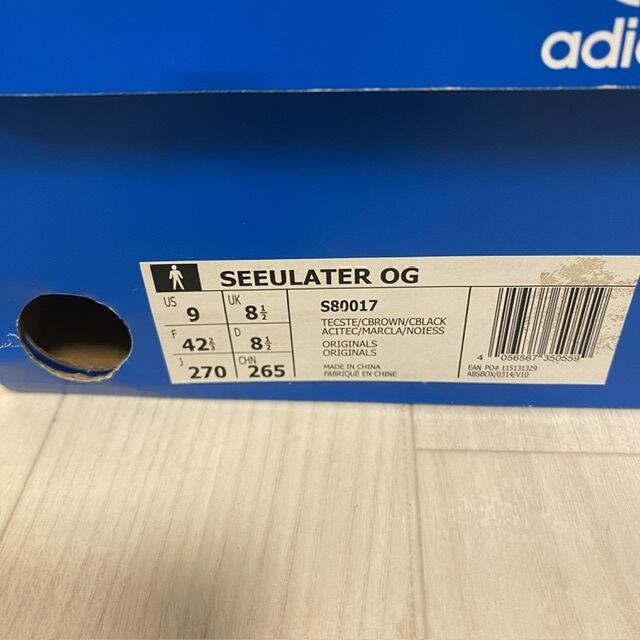 adi
SEEULATER OG
US 9 UK 8½
F 42⅔ D 8½
J 270 CHN 265
S80017
TECSTE/CBROWN/CBLACK
ACITEC/MARCLA/NOIESS
ORIGINALS
ORIGINALS
MADE IN CHINA
FABRIQUÉ EN CHINE
4 056567 350559
EAN PO# 115131329
ABSBOX/0314/V10